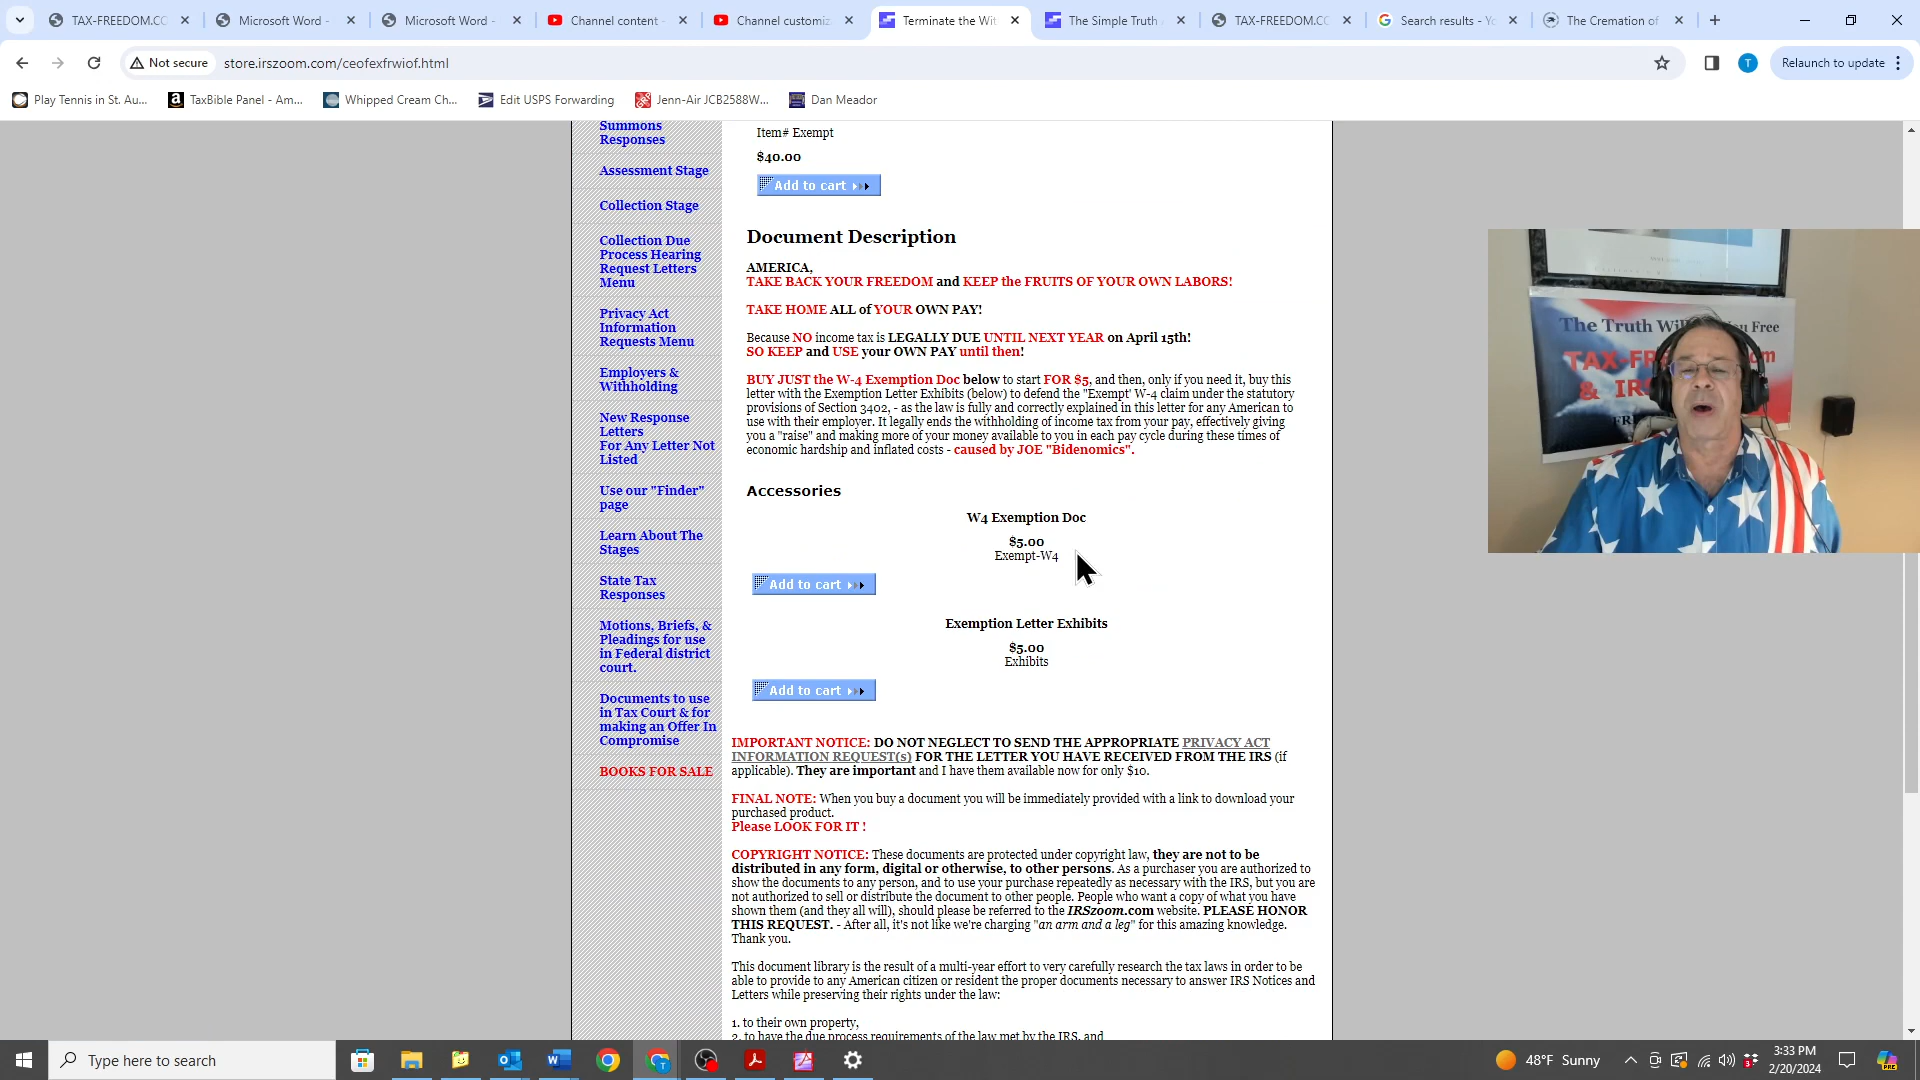 TAX-FREEDOM.CO
Microsoft Word -
Microsoft Word -
Channel content -
Channel customiz
Terminate the Wit
The Simple Truth
TAX-FREEDOM.CO
Search results - Yo
The Cremation of
Not secure
store.irszoom.com/ceofexfrwiof.html
Relaunch to update
Play Tennis in St. Au...
TaxBible Panel - Am...
Whipped Cream Ch...
Edit USPS Forwarding
Jenn-Air JCB2588W...
Dan Meador
Summons
Responses
Assessment Stage
Collection Stage
Collection Due
Process Hearing
Request Letters
Menu
Privacy Act
Information
Requests Menu
Employers &
Withholding
New Response
Letters
For Any Letter Not
Listed
Use our "Finder"
page
Learn About The
Stages
State Tax
Responses
Motions, Briefs, &
Pleadings for use
in Federal district
court.
Documents to use
in Tax Court & for
making an Offer In
Compromise
BOOKS FOR SALE
Item# Exempt
$40.00
Add to cart
Document Description
AMERICA,
TAKE BACK YOUR FREEDOM and KEEP the FRUITS OF YOUR OWN LABORS!
TAKE HOME ALL of YOUR OWN PAY!
Because NO income tax is LEGALLY DUE UNTIL NEXT YEAR on April 15th!
SO KEEP and USE your OWN PAY until then!
BUY JUST the W-4 Exemption Doc below to start FOR $5, and then, only if you need it, buy this
letter with the Exemption Letter Exhibits (below) to defend the "Exempt' W-4 claim under the statutory
provisions of Section 3402, - as the law is fully and correctly explained in this letter for any American to
use with their employer. It legally ends the withholding of income tax from your pay, effectively giving
you a "raise" and making more of your money available to you in each pay cycle during these times of
economic hardship and inflated costs - caused by JOE "Bidenomics".
Accessories
W4 Exemption Doc
$5.00
Exempt-W4
Add to cart
Exemption Letter Exhibits
$5.00
Exhibits
Add to cart
IMPORTANT NOTICE: DO NOT NEGLECT TO SEND THE APPROPRIATE PRIVACY ACT
INFORMATION REQUEST(s) FOR THE LETTER YOU HAVE RECEIVED FROM THE IRS (if
applicable). They are important and I have them available now for only $10.
FINAL NOTE: When you buy a document you will be immediately provided with a link to download your
purchased product.
Please LOOK FOR IT !
COPYRIGHT NOTICE: These documents are protected under copyright law, they are not to be
distributed in any form, digital or otherwise, to other persons. As a purchaser you are authorized to
show the documents to any person, and to use your purchase repeatedly as necessary with the IRS, but you are
not authorized to sell or distribute the document to other people. People who want a copy of what you have
shown them (and they all will), should please be referred to the IRSzoom.com website. PLEASE HONOR
THIS REQUEST. - After all, it's not like we're charging "an arm and a leg" for this amazing knowledge.
Thank you.
This document library is the result of a multi-year effort to very carefully research the tax laws in order to be
able to provide to any American citizen or resident the proper documents necessary to answer IRS Notices and
Letters while preserving their rights under the law:
1. to their own property,
2. to have the due process requirements of the law met by the IRS, and
The Truth Will You Free
TAX-FR om
& IR
Type here to search
48°F Sunny
3:33 PM
2/20/2024